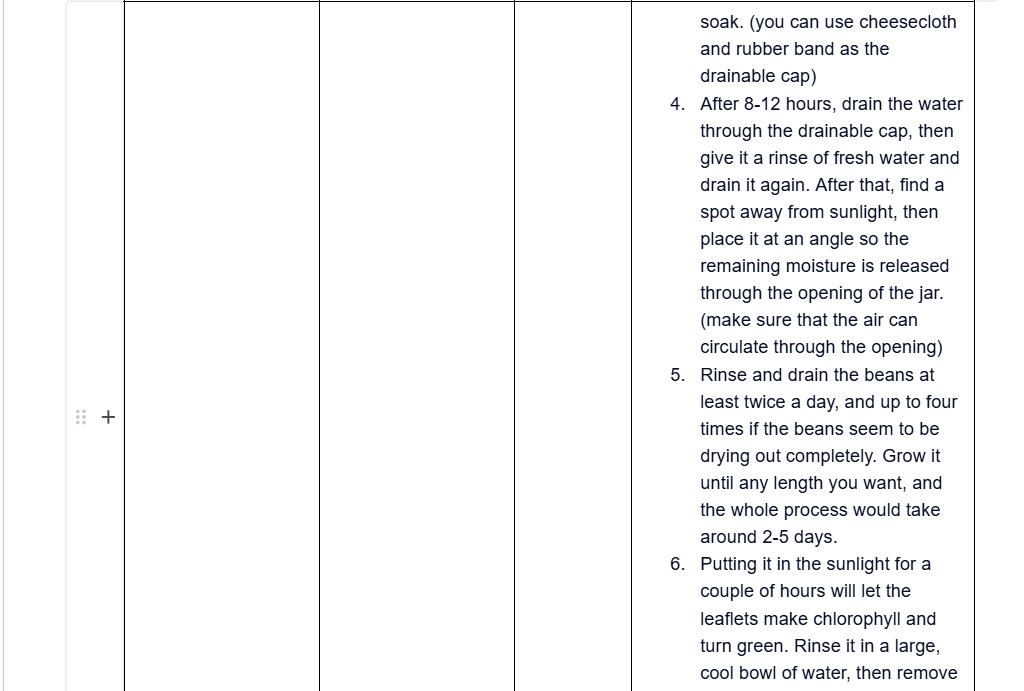 soak. (you can use cheesecloth
and rubber band as the
drainable cap)
4. After 8-12 hours, drain the water
through the drainable cap, then
give it a rinse of fresh water and
drain it again. After that, find a
spot away from sunlight, then
place it at an angle so the
remaining moisture is released
through the opening of the jar.
(make sure that the air can
circulate through the opening)
5. Rinse and drain the beans at
least twice a day, and up to four
times if the beans seem to be
drying out completely. Grow it
until any length you want, and
the whole process would take
around 2-5 days.
6. Putting it in the sunlight for a
couple of hours will let the
leaflets make chlorophyll and
turn green. Rinse it in a large,
cool bowl of water, then remove